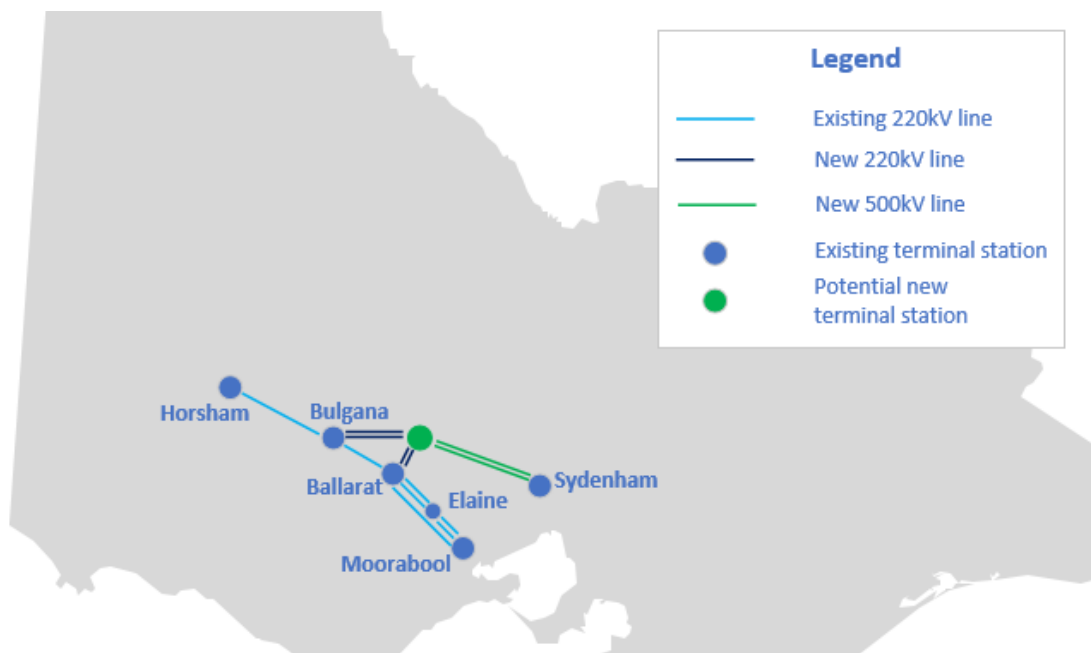 Legend
Existing 220kV line
New 220kV line
New 500kV line
Existing terminal station
Potential new
terminal station
Horsham
Bulgana
Ballarat
Elaine
Sydenham
Moorabool